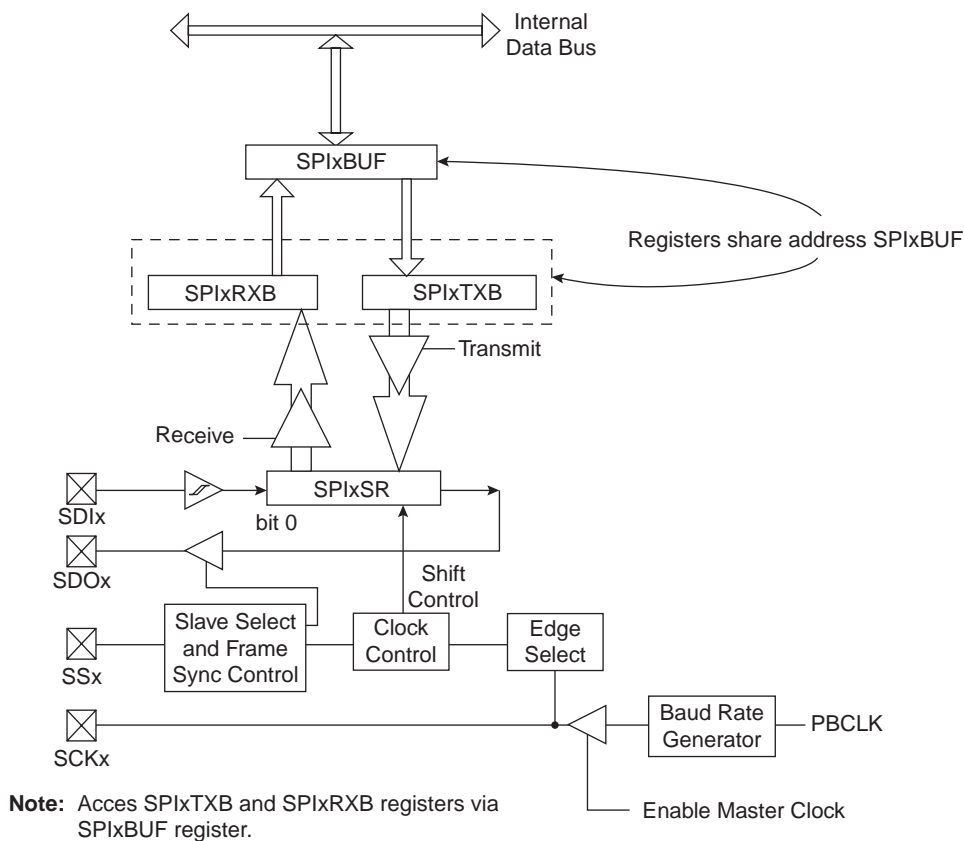 Internal
Data Bus
SPIxBUF
Registers share address SPIxBUF
SPIxRXB
SPIxTXB
Transmit
Receive
SPIxSR
SDIx
bit 0
SDOx
Shift
Control
Slave Select
and Frame
Sync Control
Clock
Control
Edge
Select
SSx
Baud Rate
Generator
PBCLK
SCKx
Enable Master Clock
Note: Acces SPIxTXB and SPIxRXB registers via
SPIxBUF register.